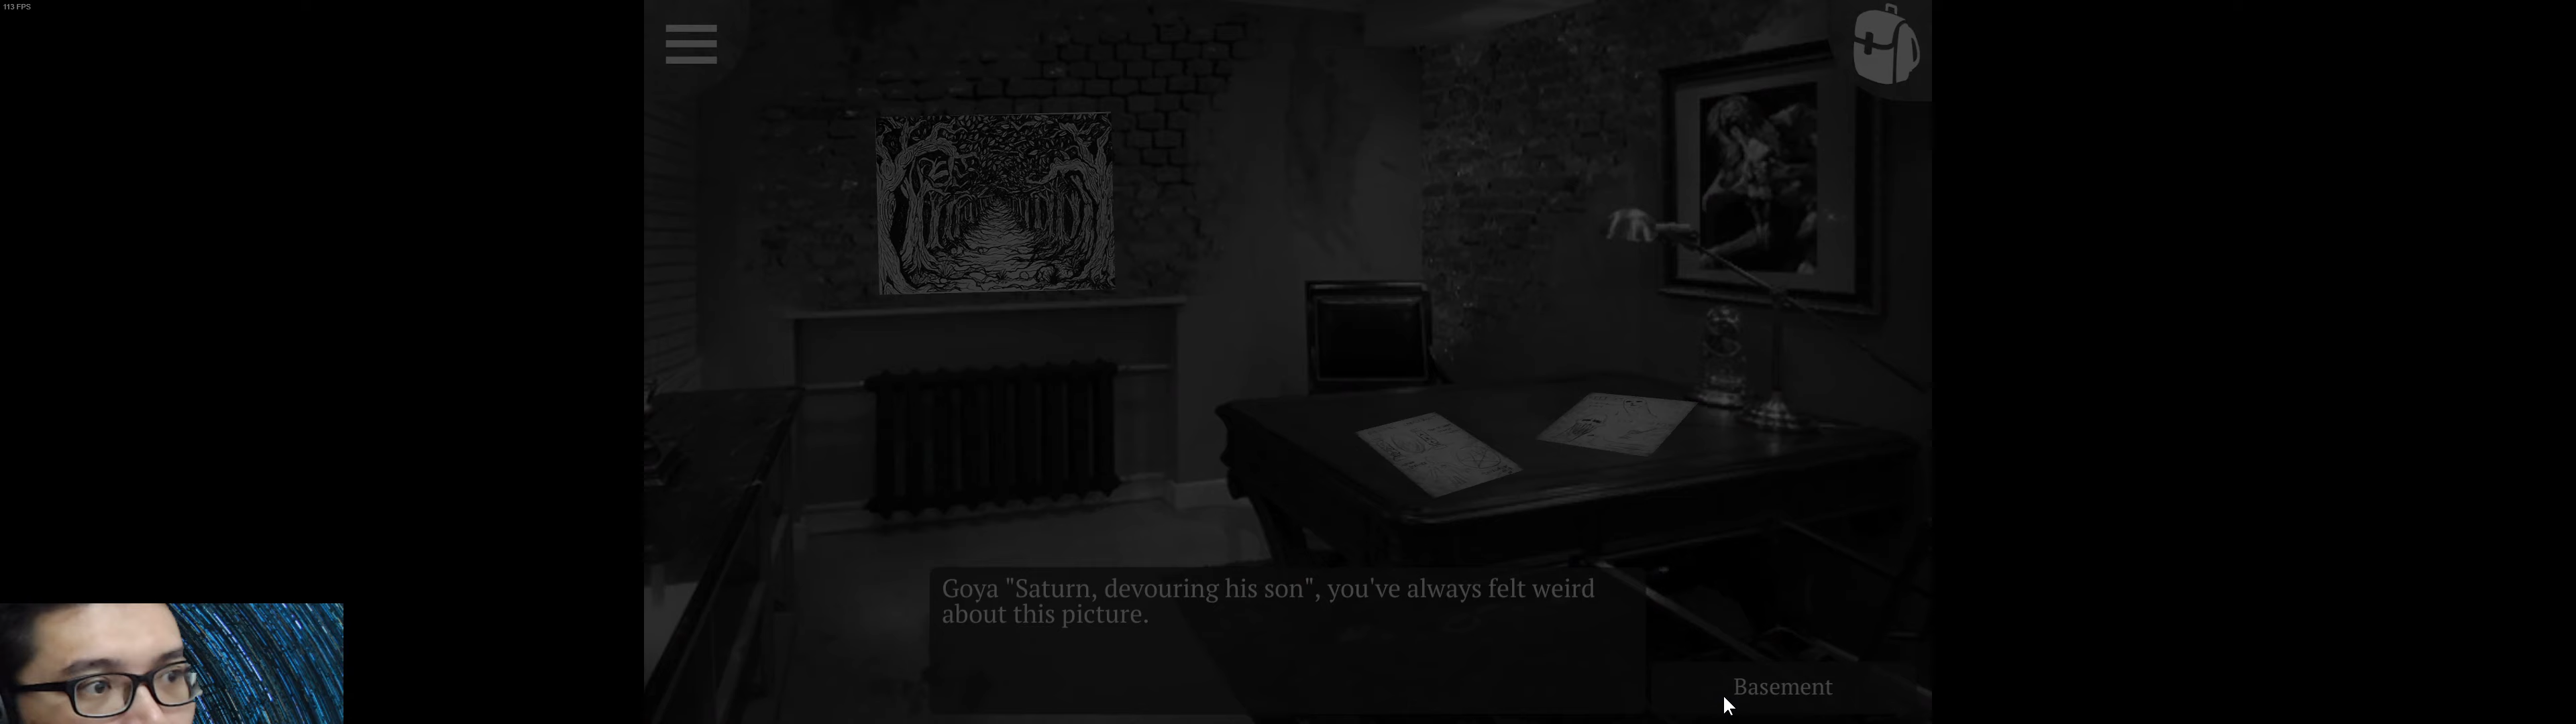 113 FPS
Goya "Saturn, devouring his son", you've always felt weird
about this picture.
Basement